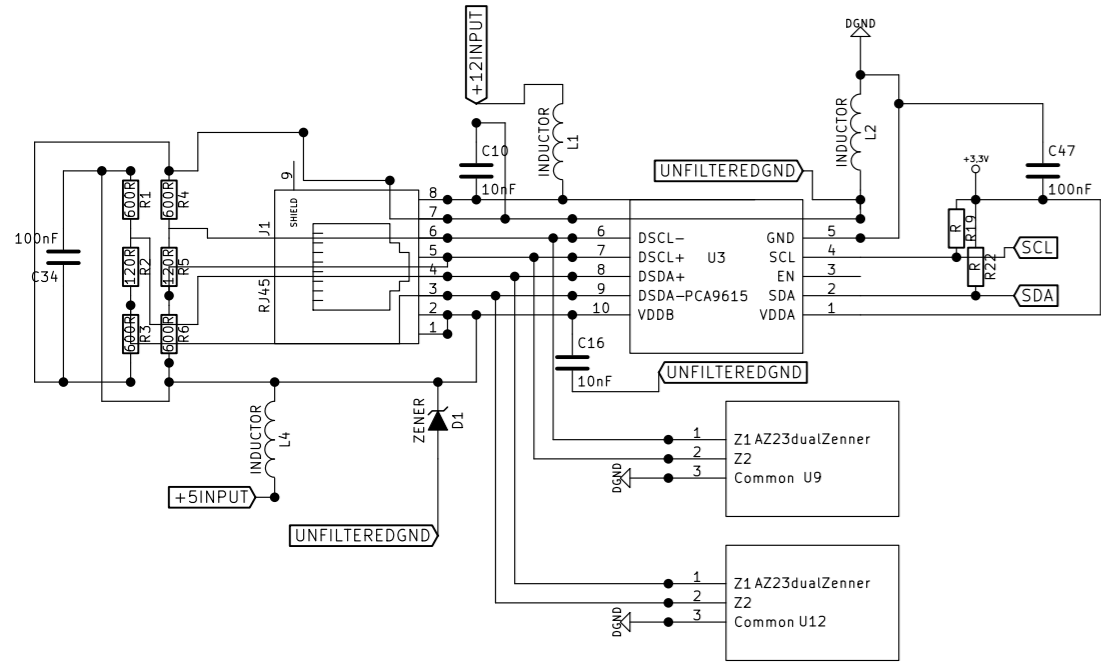 DGND
+12INPUT
INDUCTOR
L1
INDUCTOR
L2
C10
10nF
UNFILTEREDGND
+3,3V
C47
100nF
9
SHIELD
J1
RJ45
8
7
6
5
4
3
2
1
600R
R1
600R
R4
120R
R2
120R
R5
600R
R3
600R
R6
100nF
C34
6 DSCL- GND 5
7 DSCL+ U3 SCL 4
8 DSDA+ EN 3
9 DSDA-PCA9615 SDA 2
10 VDDB VDDA 1
R
R19
R
R22
SCL
SDA
C16
10nF
UNFILTEREDGND
INDUCTOR
L4
ZENER
D1
+5INPUT
UNFILTEREDGND
1 Z1 AZ23dualZenner
2 Z2
DGND
3 Common U9
1 Z1 AZ23dualZenner
2 Z2
DGND
3 Common U12